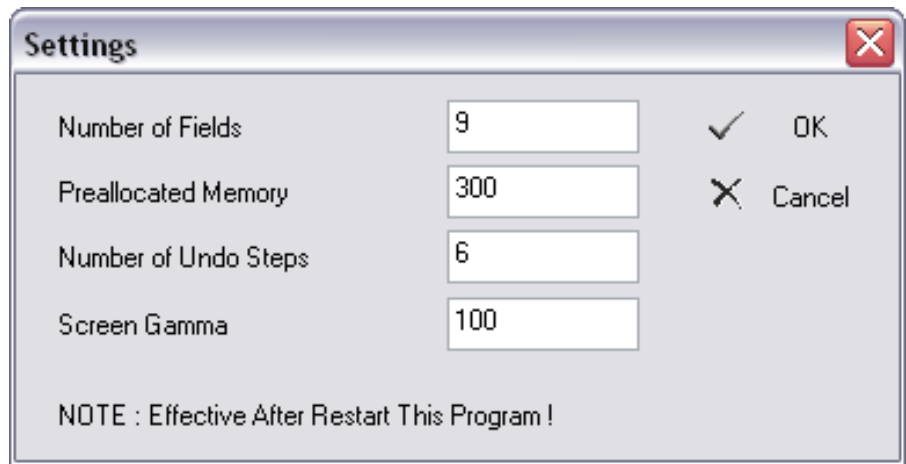 Settings
Number of Fields 9 OK
Preallocated Memory 300 Cancel
Number of Undo Steps 6
Screen Gamma 100
NOTE : Effective After Restart This Program !